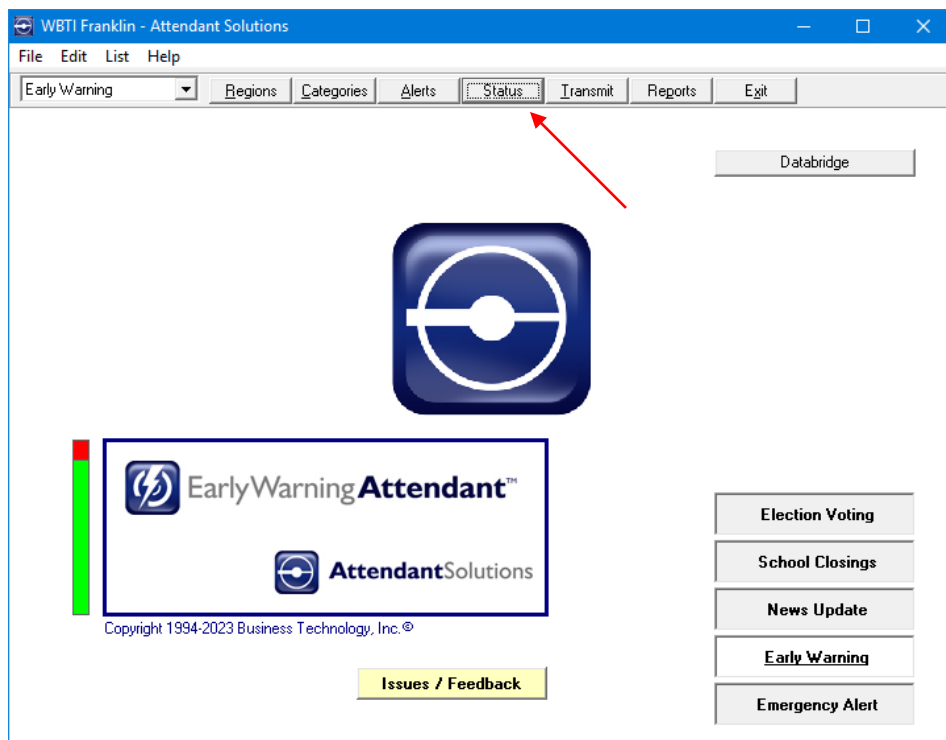 WBTI Franklin - Attendant Solutions
File Edit List Help
Early Warning Regions Categories Alerts Status Transmit Reports Exit
Databridge
EarlyWarningAttendant™
AttendantSolutions
Copyright 1994-2023 Business Technology, Inc.©
Issues / Feedback
Election Voting
School Closings
News Update
Early Warning
Emergency Alert